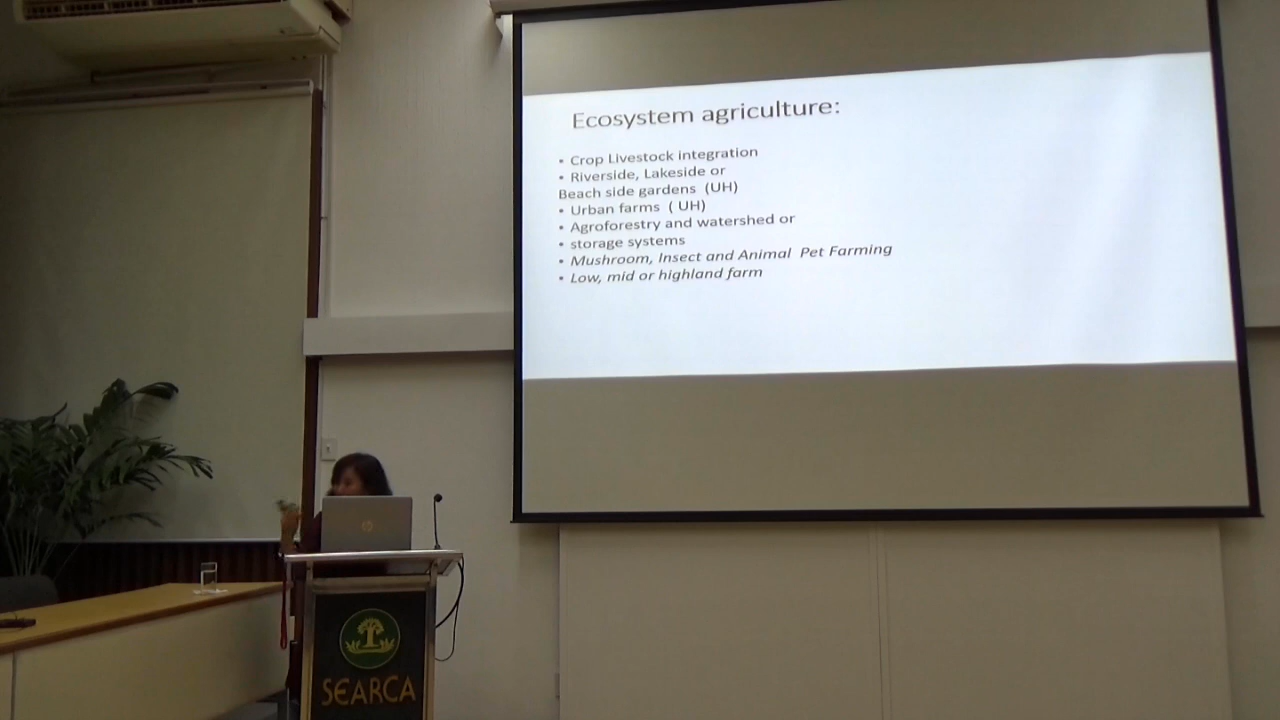 Ecosystem agriculture:
• Crop Livestock integration
• Riverside, Lakeside or
Beach side gardens (UH)
• Urban farms ( UH)
• Agroforestry and watershed or
• storage systems
• Mushroom, Insect and Animal Pet Farming
• Low, mid or highland farm
hp
SEARCA